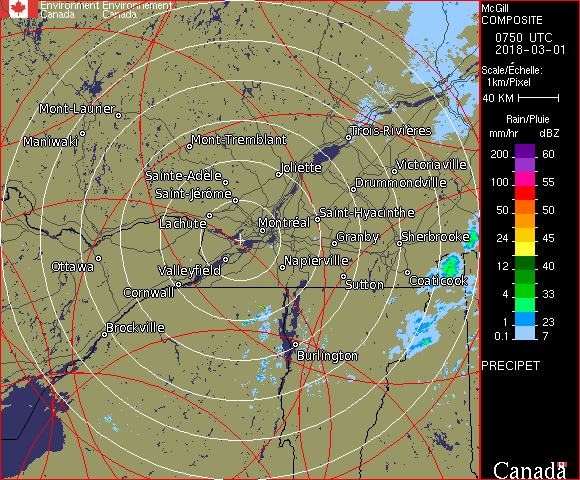 Environment Environnement
Canada Canada
McGill
COMPOSITE
0750 UTC
2018-03-01
Scale/Échelle:
1km/Pixel
40 KM
Rain/Pluie
mm/hr dBZ
200 60
100 55
50 50
24 45
12 40
4 33
2 30
1 23
0.1 7
PRECIPET
Canada
Mont-Laurier
Maniwaki
Mont-Tremblant
Trois-Rivières
Joliette
Victoriaville
Sainte-Adèle
Drummondville
Saint-Jérôme
Saint-Hyacinthe
Lachute
Montréal
Granby
Sherbrooke
Ottawa
Valleyfield
Napierville
Sutton
Coaticook
Cornwall
Brockville
Burlington